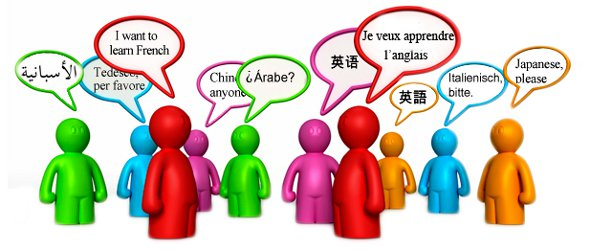 الأسبانية
Tedesco,
per favore
I want to
learn French
anyone
¿Árabe?
英语
Je veux apprendre
l'anglais
英語
Italienisch,
bitte.
Japanese,
please